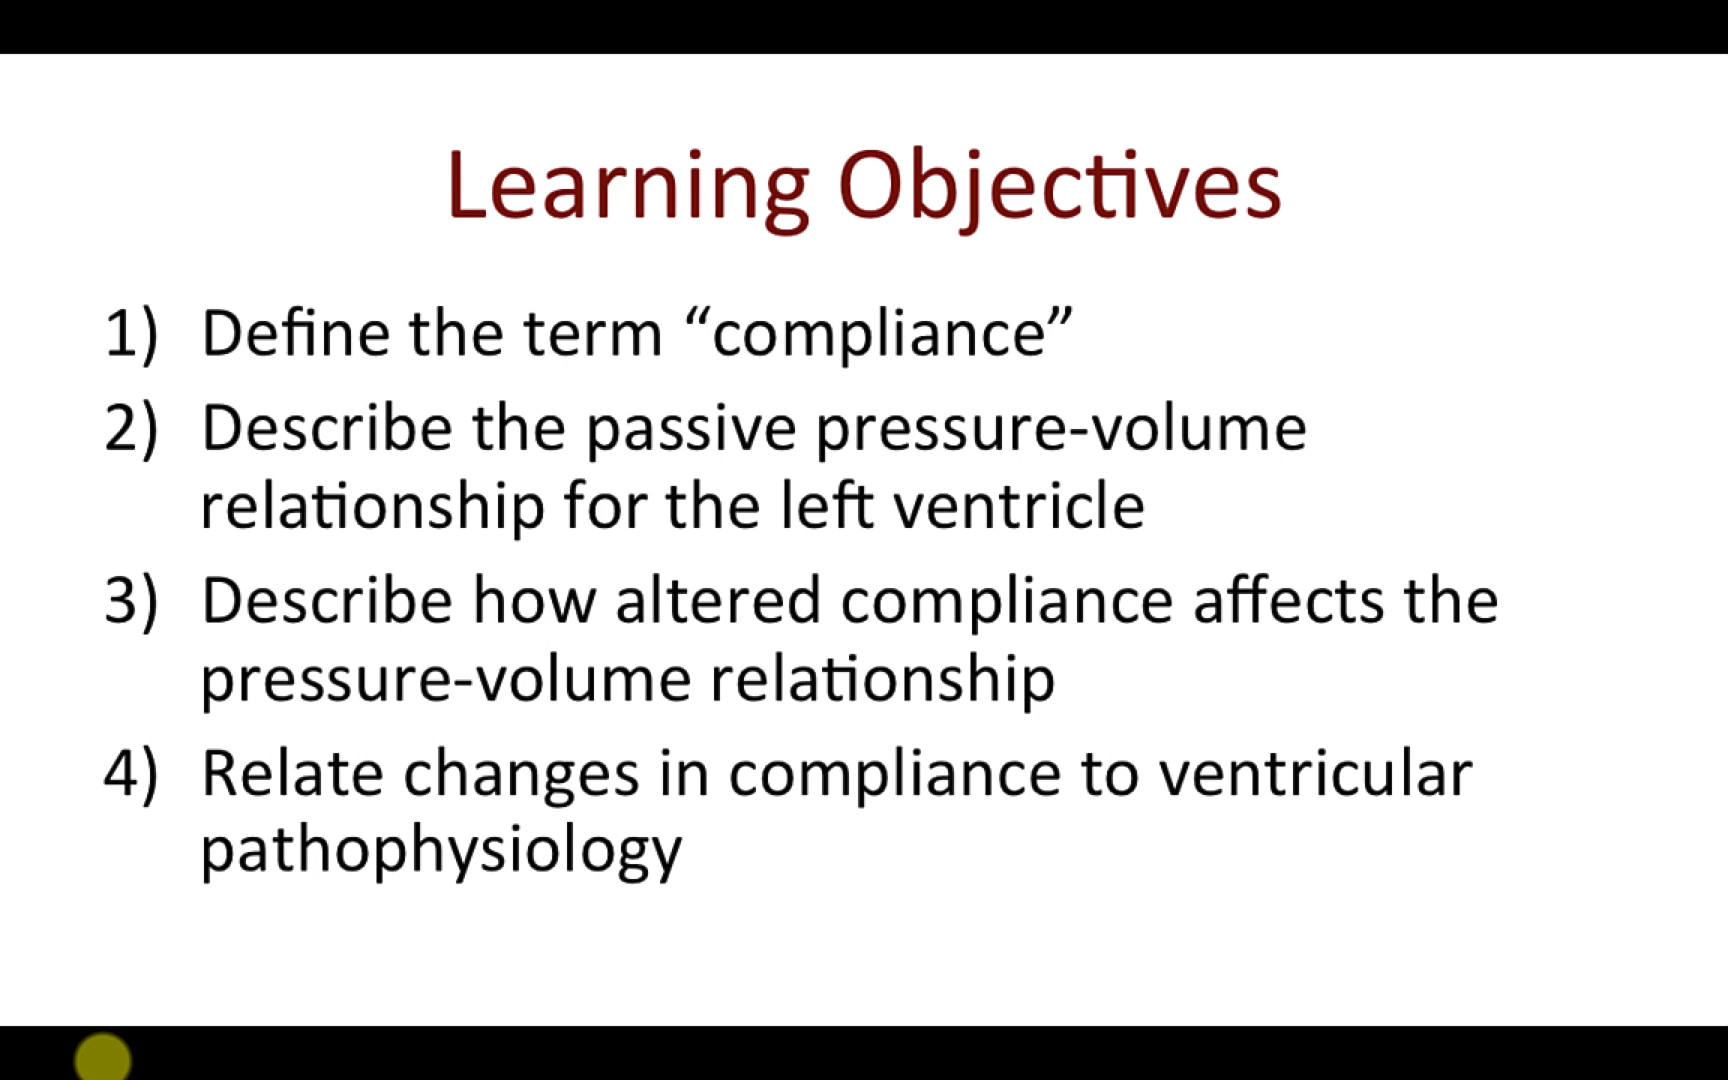 Learning Objectives
1) Define the term “compliance”
2) Describe the passive pressure-volume
relationship for the left ventricle
3) Describe how altered compliance affects the
pressure-volume relationship
4) Relate changes in compliance to ventricular
pathophysiology